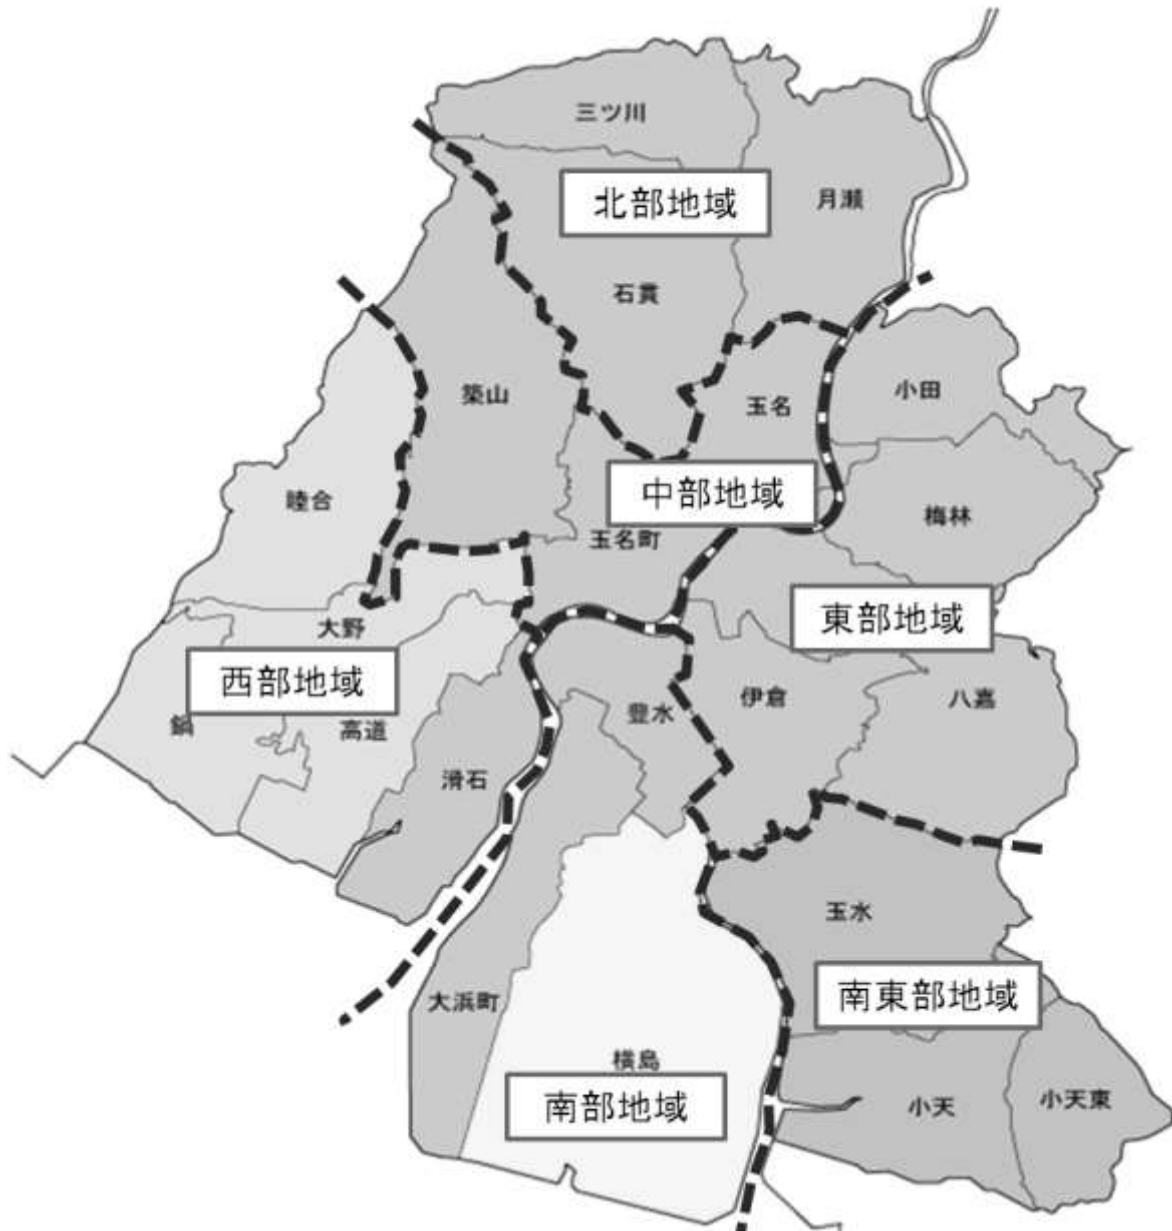 三ツ川
北部地域
月瀬
石貫
築山
玉名
小田
中部地域
睦合
玉名町
梅林
東部地域
大野
西部地域
鍋
高道
豊水
伊倉
八嘉
滑石
玉水
南東部地域
大浜町
横島
南部地域
小天
小天東